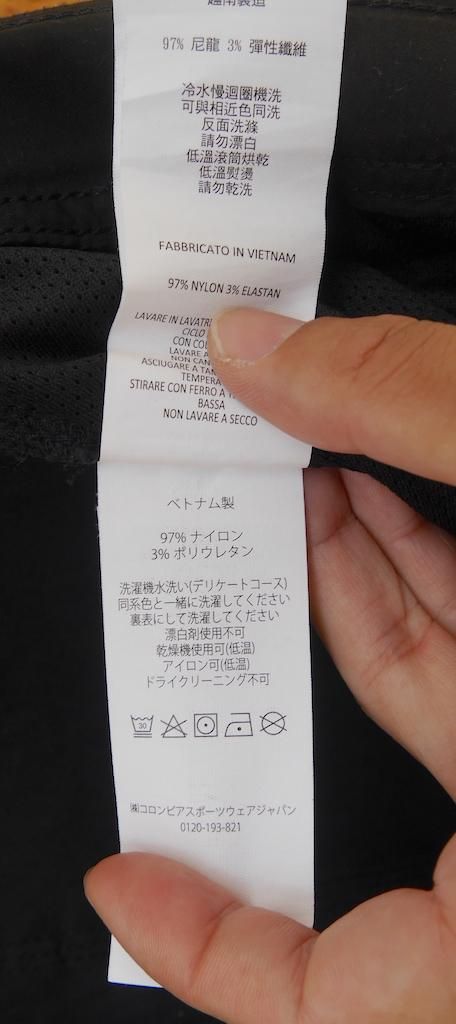 越南製造
97% 尼龍 3% 彈性纖維
冷水慢迴圈機洗
可與相近色同洗
反面洗滌
請勿漂白
低溫滾筒烘乾
低溫熨燙
請勿乾洗
FABBRICATO IN VIETNAM
97% NYLON 3% ELASTAN
LAVARE IN
CICLO
CON
LAVARE A
NON
ASCIUGARE A
STIRARE CON FERRO A
BASSA
NON LAVARE A SECCO
ベトナム製
97% ナイロン
3% ポリウレタン
洗濯機水洗い(デリケートコース)
同系色と一緒に洗濯してください
裏表にして洗濯してください
漂白剤使用不可
乾燥機使用可(低温)
アイロン可(低温)
ドライクリーニング不可
30
㈱コロンビアスポーツウェアジャパン
0120-193-821